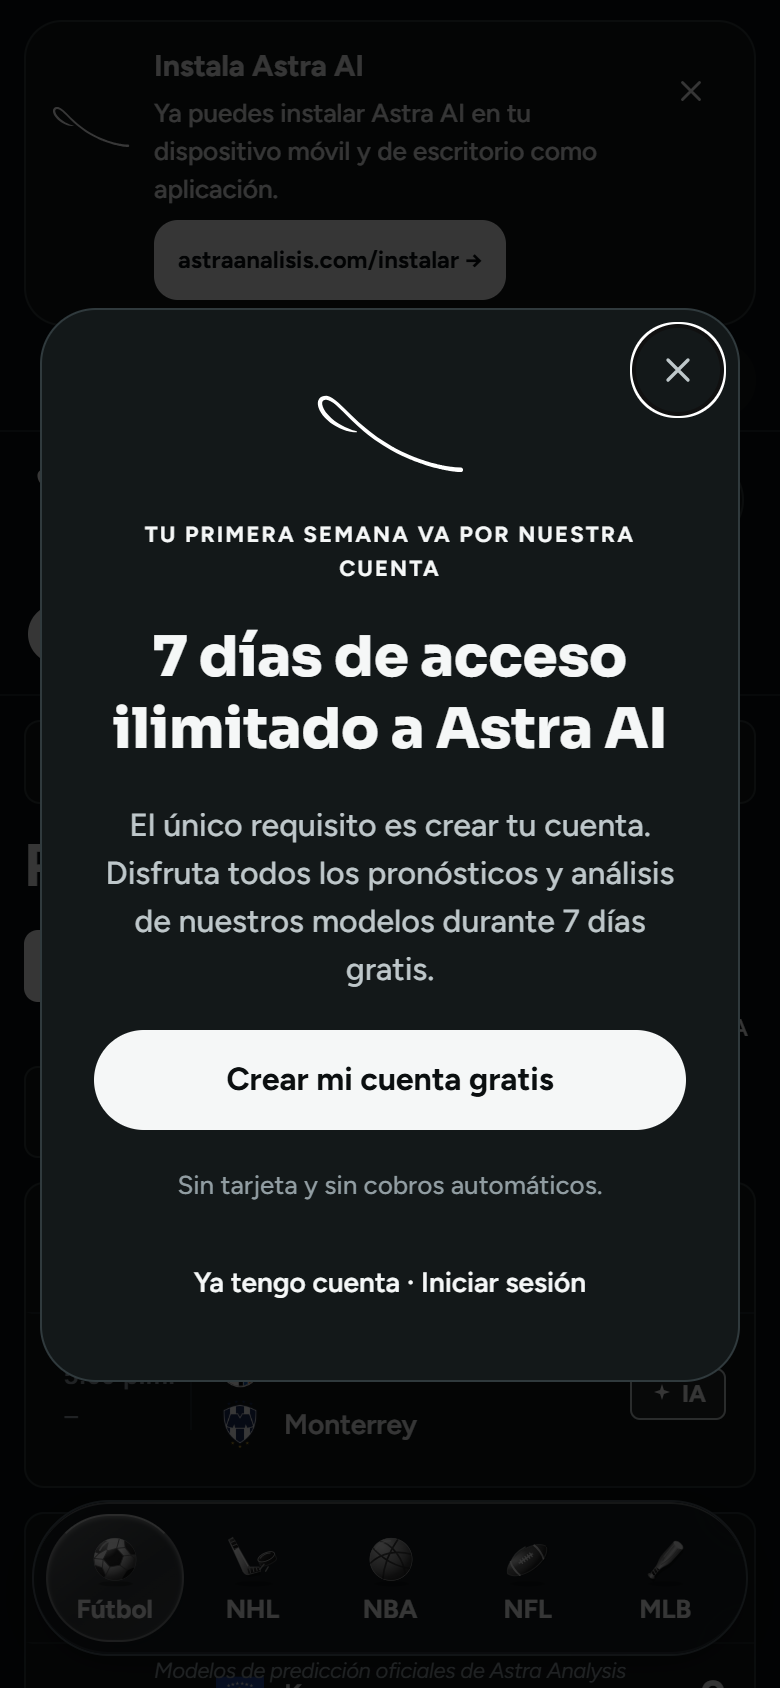 Instala Astra AI
Ya puedes instalar Astra AI en tu
dispositivo móvil y de escritorio como
aplicación.
astraanalisis.com/instalar →
TU PRIMERA SEMANA VA POR NUESTRA
CUENTA
7 días de acceso
ilimitado a Astra AI
El único requisito es crear tu cuenta.
Disfruta todos los pronósticos y análisis
de nuestros modelos durante 7 días
gratis.
Crear mi cuenta gratis
Sin tarjeta y sin cobros automáticos.
Ya tengo cuenta · Iniciar sesión
IA
–
Monterrey
Fútbol
NHL
NBA
NFL
MLB
Modelos de predicción oficiales de Astra Analysis